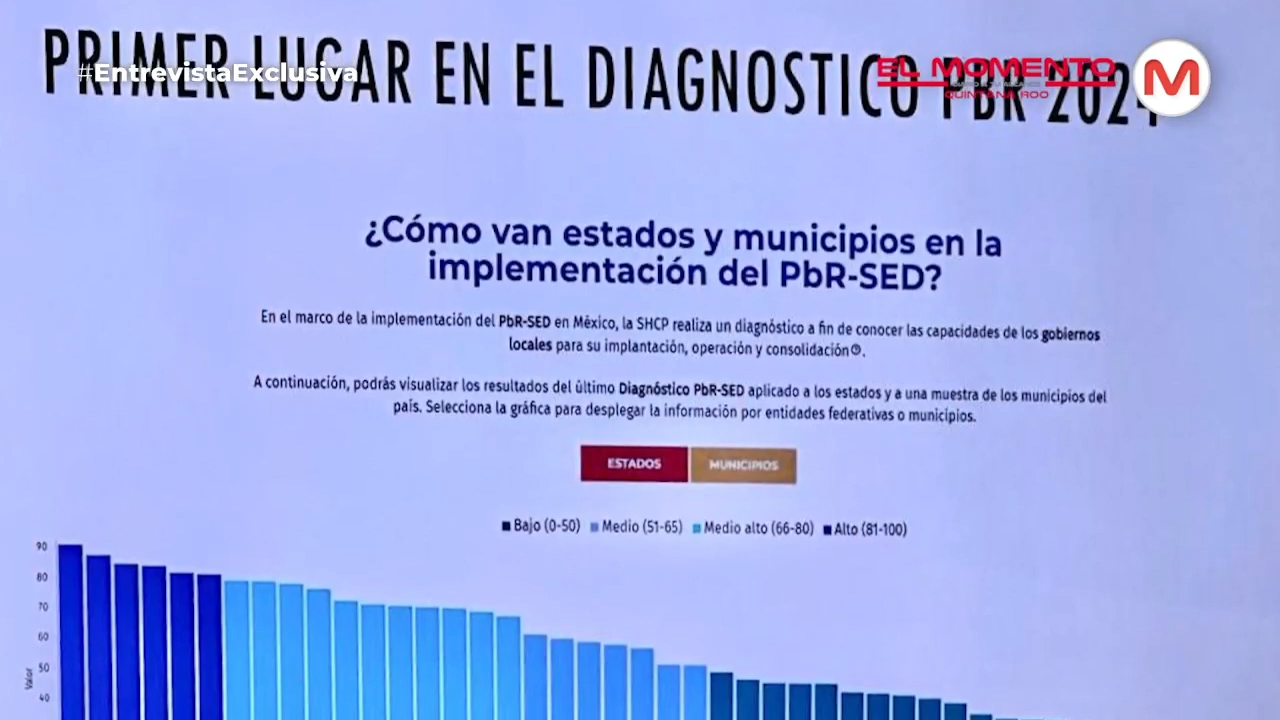 PRIMER LUGAR EN EL DIAGNOSTICO PBR 2024
#EntrevistaExclusiva
EL MOMENTO
QUINTANA ROO
M
¿Cómo van estados y municipios en la
implementación del PbR-SED?
En el marco de la implementación del PbR-SED en México, la SHCP realiza un diagnóstico a fin de conocer las capacidades de los gobiernos
locales para su implantación, operación y consolidación.
A continuación, podrás visualizar los resultados del último Diagnóstico PbR-SED aplicado a los estados y a una muestra de los municipios del
país. Selecciona la gráfica para desplegar la información por entidades federativas o municipios.
ESTADOS MUNICIPIOS
Bajo (0-50) Medio (51-65) Medio alto (66-80) Alto (81-100)
90
80
70
60
50
40
Valor